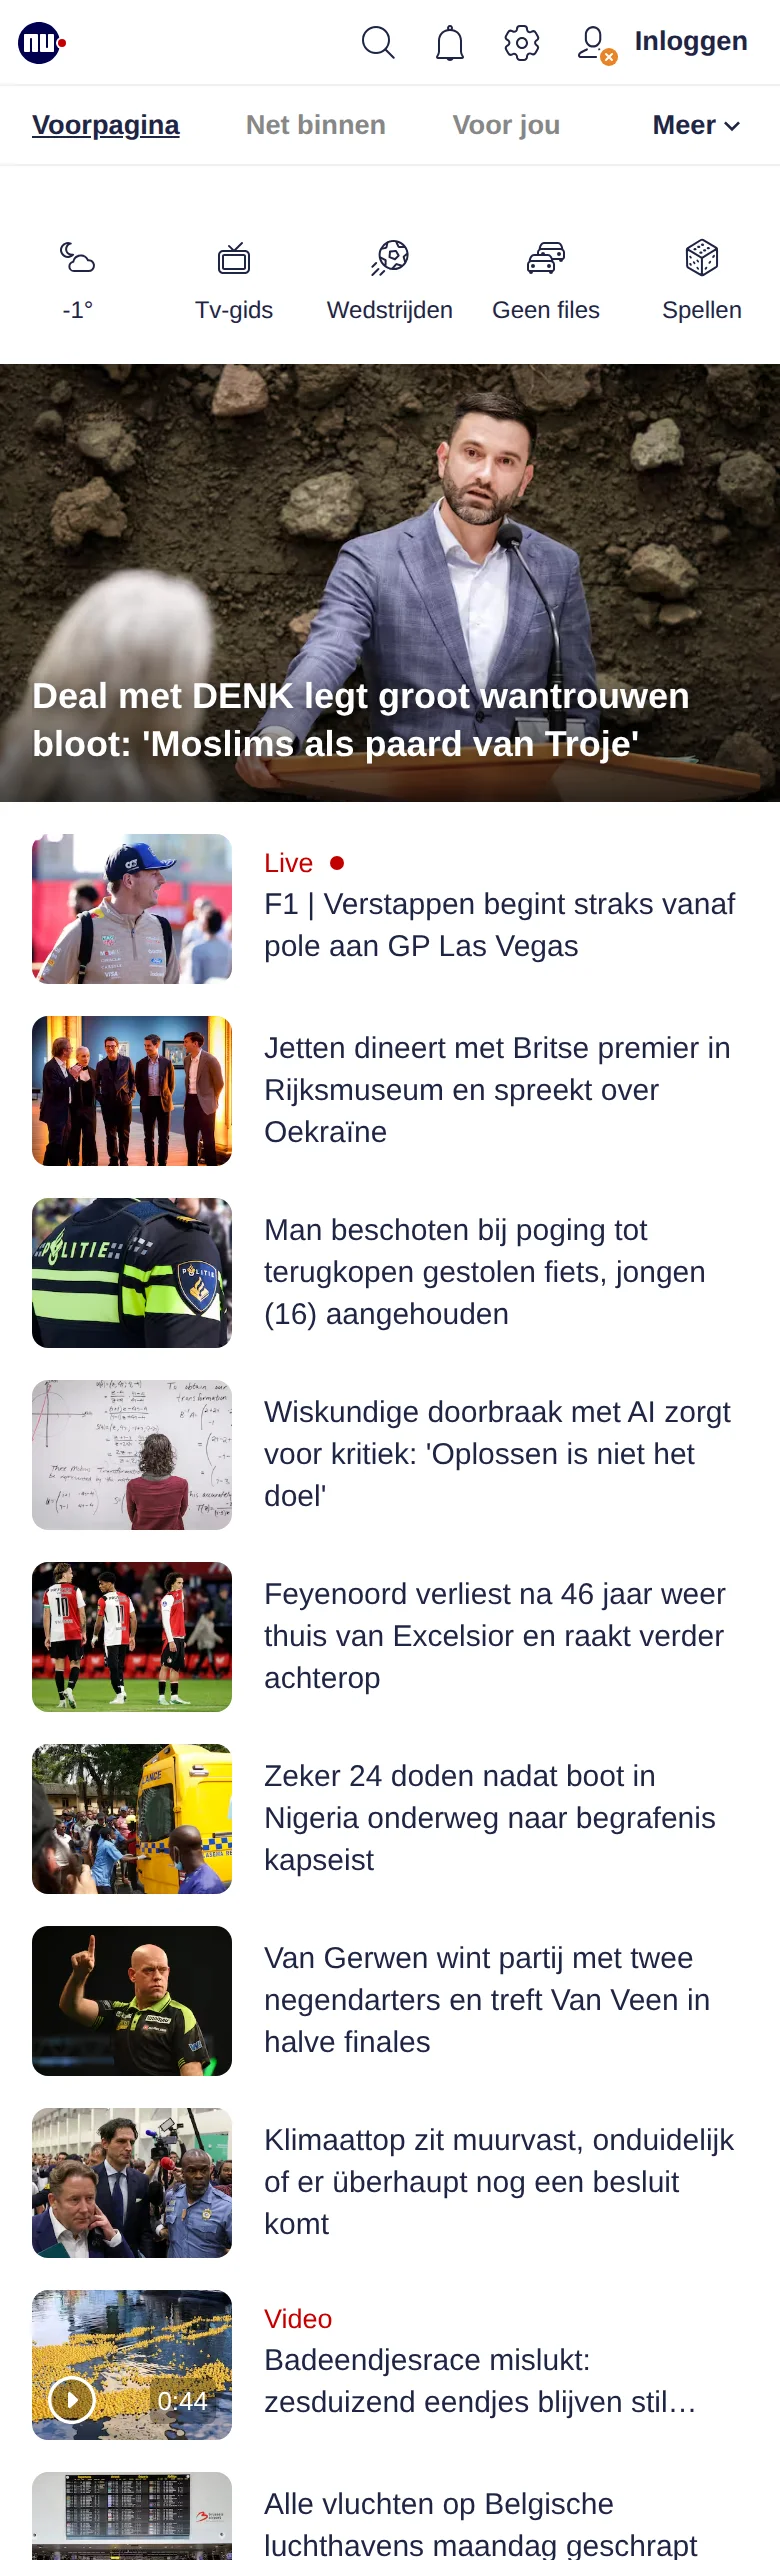 nu
Inloggen
Voorpagina
Net binnen
Voor jou
Meer
-1°
Tv-gids
Wedstrijden
Geen files
Spellen
Deal met DENK legt groot wantrouwen
bloot: 'Moslims als paard van Troje'
Live
F1 | Verstappen begint straks vanaf
pole aan GP Las Vegas
Jetten dineert met Britse premier in
Rijksmuseum en spreekt over
Oekraïne
POLITIE
POLITIE
Man beschoten bij poging tot
terugkopen gestolen fiets, jongen
(16) aangehouden
Wiskundige doorbraak met AI zorgt
voor kritiek: 'Oplossen is niet het
doel'
10
11
Feyenoord verliest na 46 jaar weer
thuis van Excelsior en raakt verder
achterop
Zeker 24 doden nadat boot in
Nigeria onderweg naar begrafenis
kapseist
Van Gerwen wint partij met twee
negendarters en treft Van Veen in
halve finales
Klimaattop zit muurvast, onduidelijk
of er überhaupt nog een besluit
komt
0:44
Video
Badeendjesrace mislukt:
zesduizend eendjes blijven stil…
Alle vluchten op Belgische
luchthavens maandag geschrapt